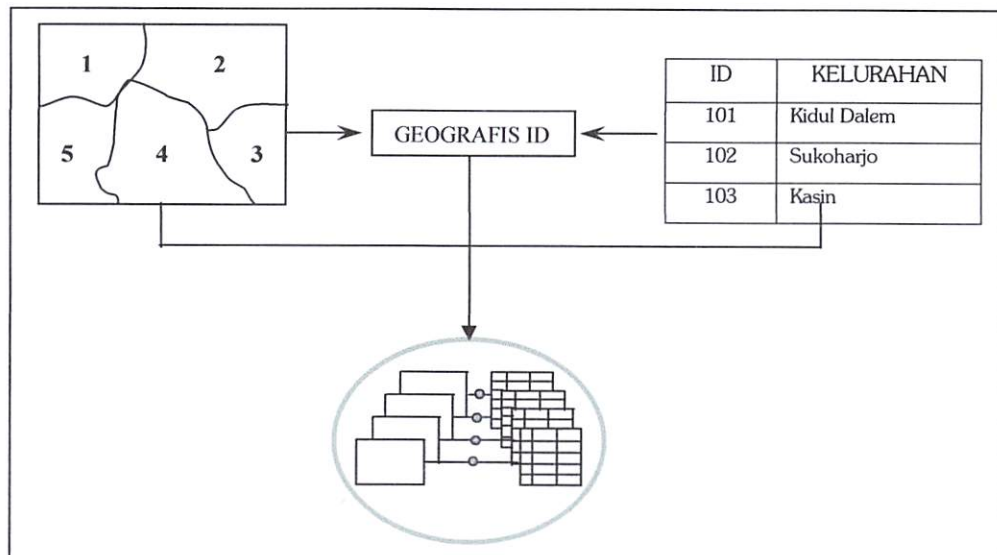 1 2
5 4 3
GEOGRAFIS ID
ID KELURAHAN
101 Kidul Dalem
102 Sukoharjo
103 Kasin